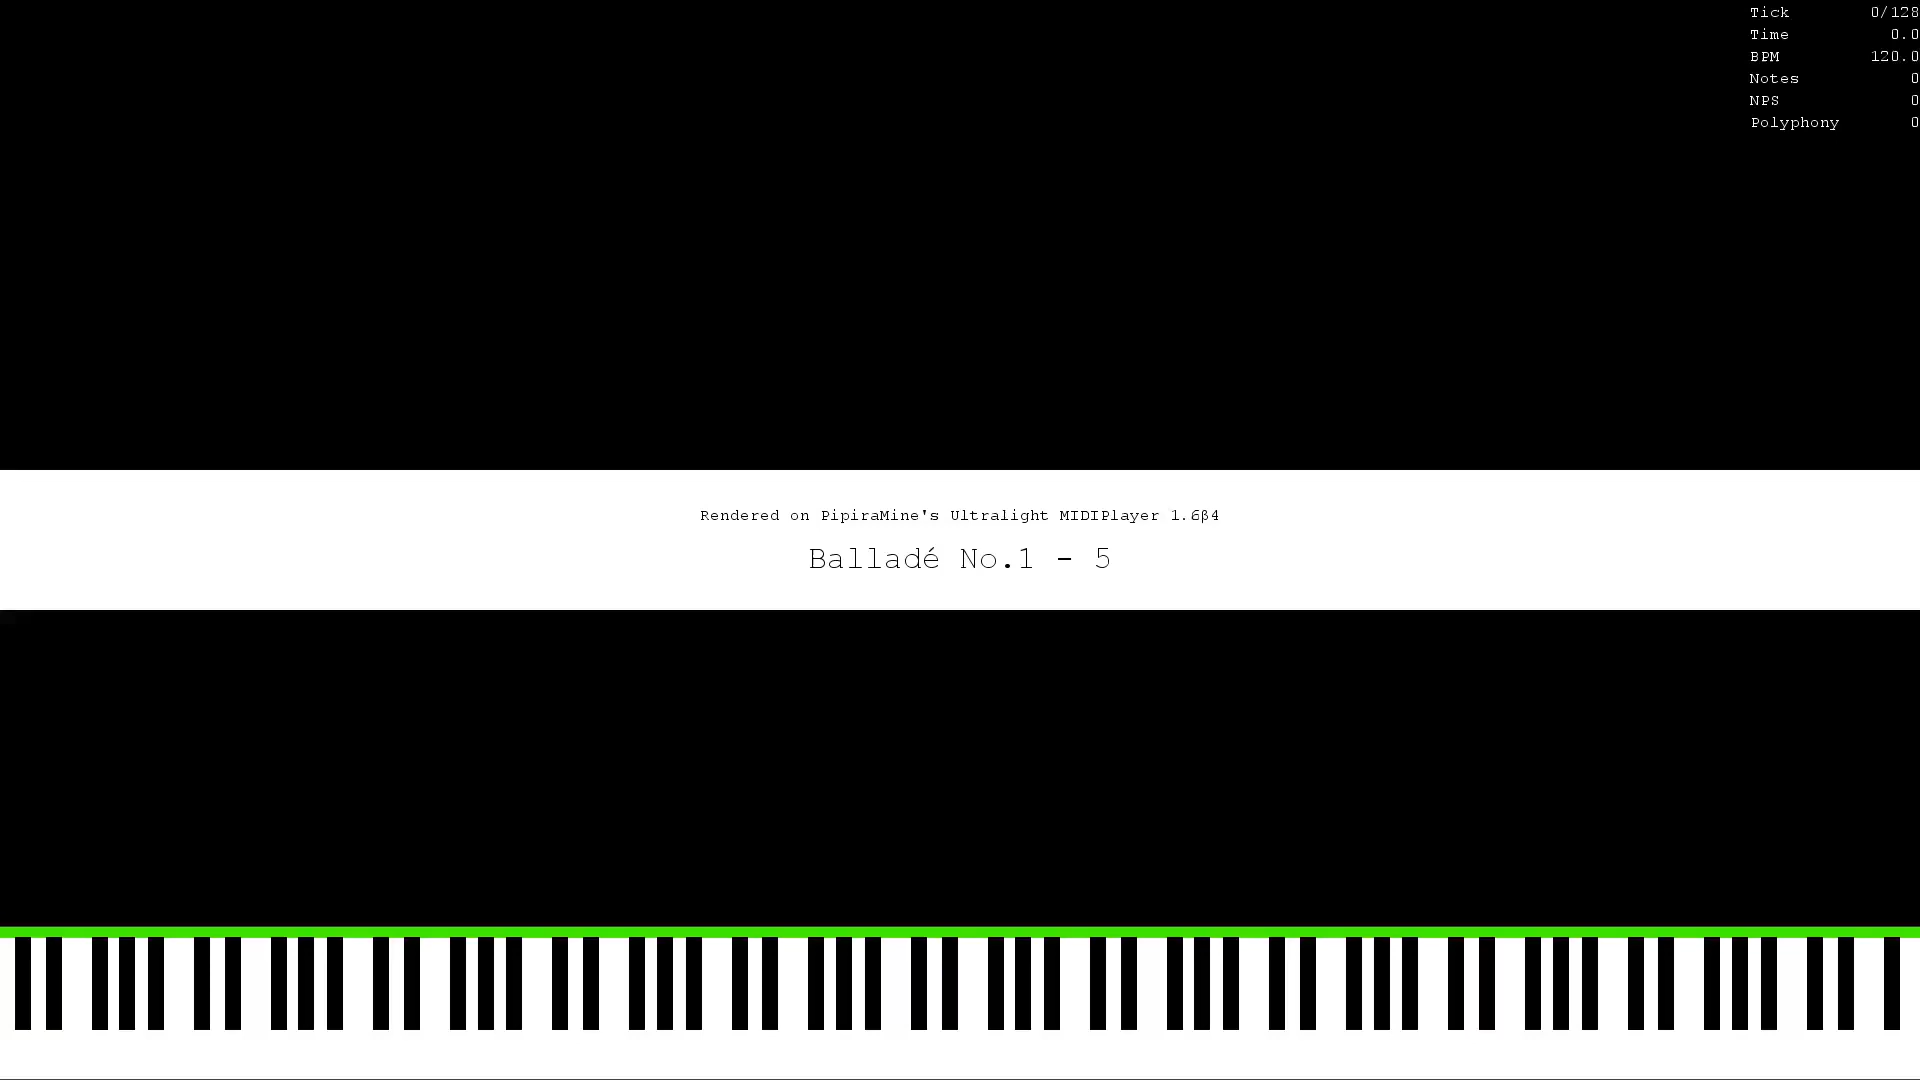 Tick 0/128
Time 0.0
BPM 120.0
Notes 0
NPS 0
Polyphony 0
Rendered on PipiraMine's Ultralight MIDIPlayer 1.6β4
Balladé No.1 - 5